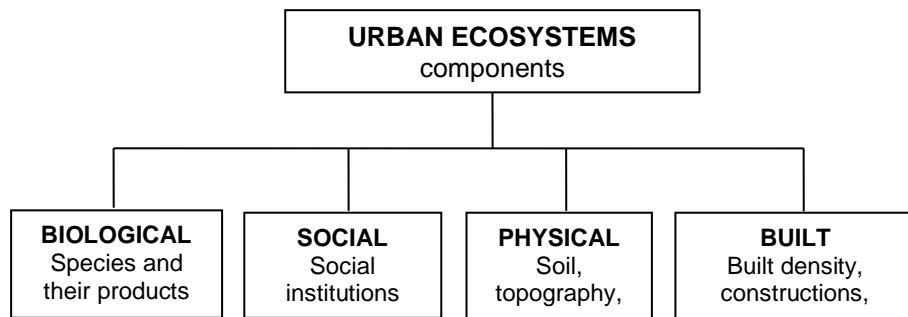 URBAN ECOSYSTEMS
components
BIOLOGICAL
Species and
their products
SOCIAL
Social
institutions
PHYSICAL
Soil,
topography,
BUILT
Built density,
constructions,